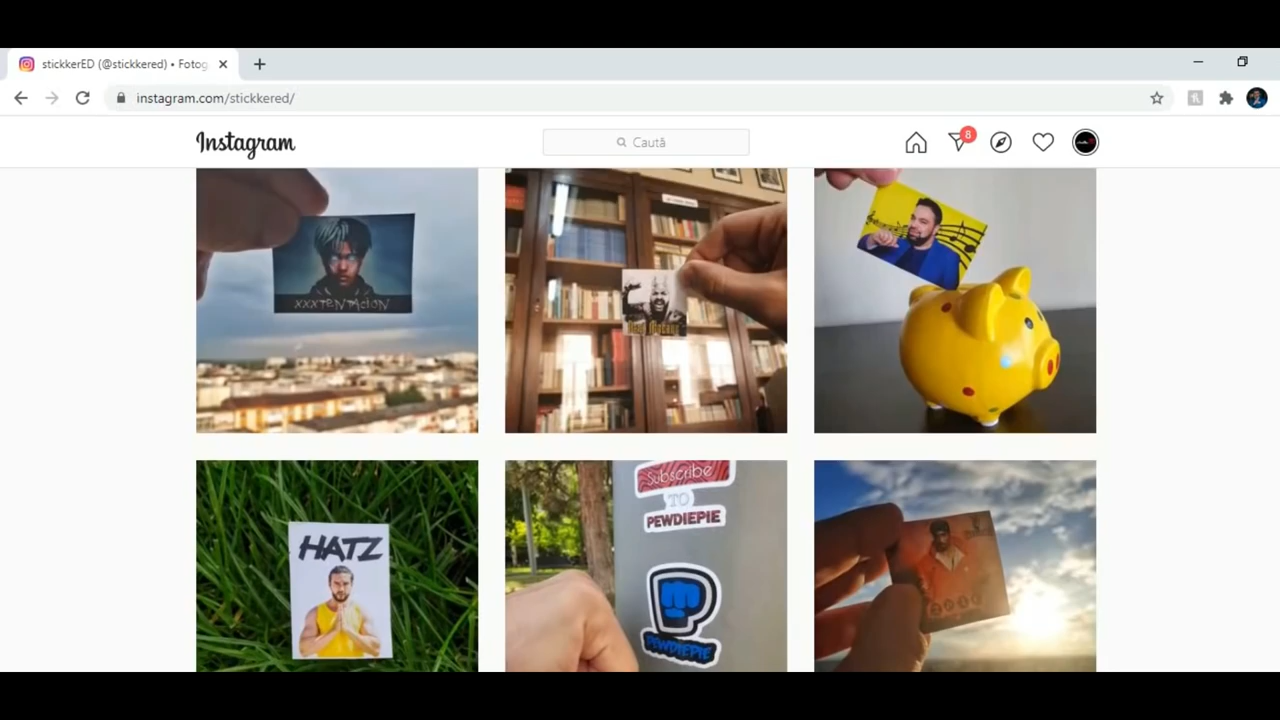 stickkerED (@stickkered) • Fotog
instagram.com/stickkered/
Instagram
Caută
8
XXXTENTACION
HATZ
Subscribe
TO
PEWDIEPIE
PEWDIEPIE